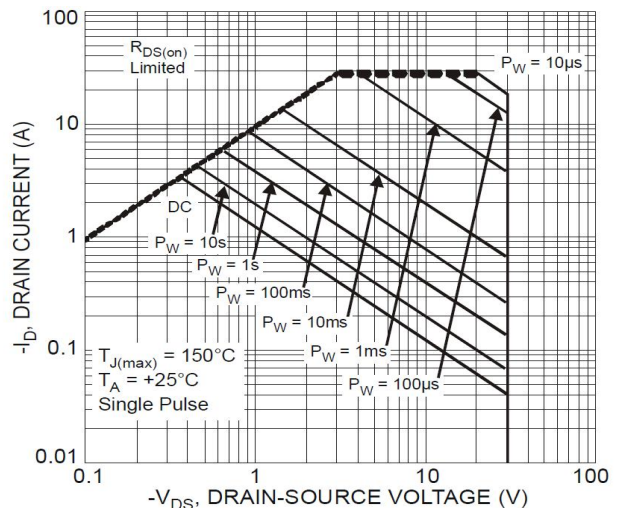 100
10
1
0.1
0.01
-I_D, DRAIN CURRENT (A)
R_DS(on)
Limited
P_W = 10µs
DC
P_W = 10s
P_W = 1s
P_W = 100ms
P_W = 10ms
P_W = 1ms
P_W = 100µs
T_J(max) = 150°C
T_A = +25°C
Single Pulse
0.1
1
10
100
-V_DS, DRAIN-SOURCE VOLTAGE (V)